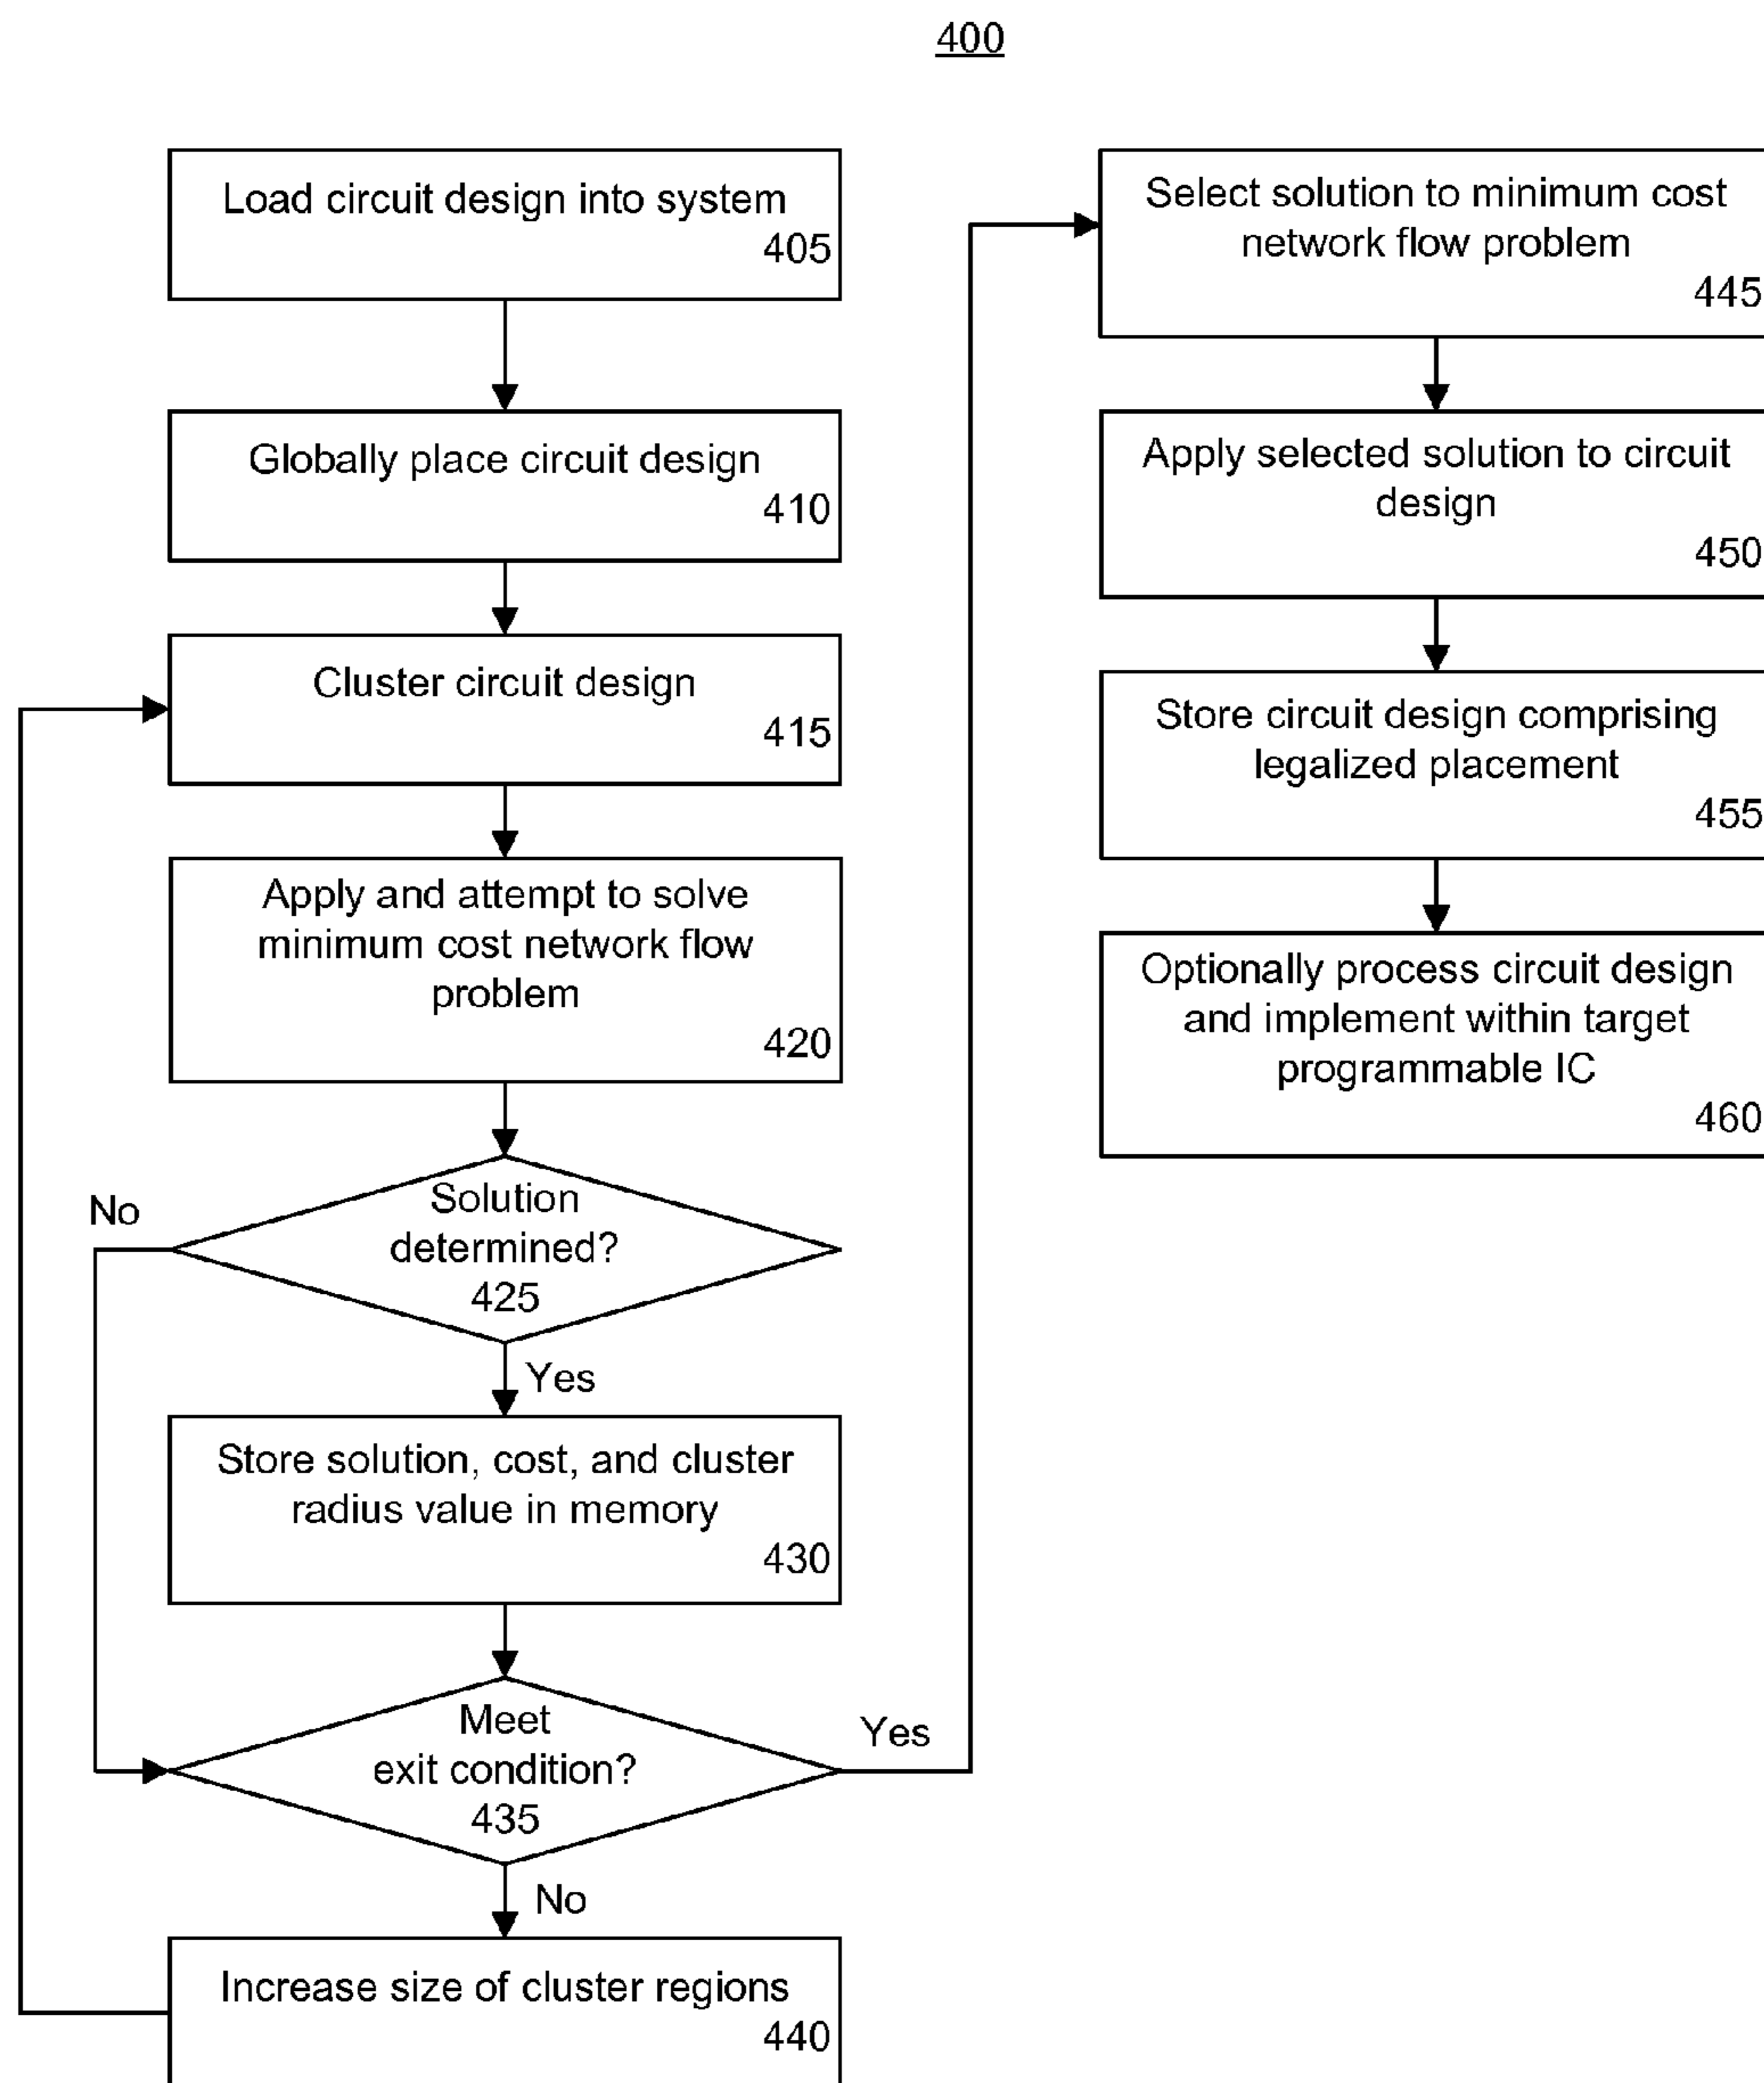 400
Load circuit design into system
405
Globally place circuit design
410
Cluster circuit design
415
Apply and attempt to solve
minimum cost network flow
problem
420
Solution
determined?
425
No
Yes
Store solution, cost, and cluster
radius value in memory
430
Meet
exit condition?
435
Yes
No
Increase size of cluster regions
440
Select solution to minimum cost
network flow problem
445
Apply selected solution to circuit
design
450
Store circuit design comprising
legalized placement
455
Optionally process circuit design
and implement within target
programmable IC
460